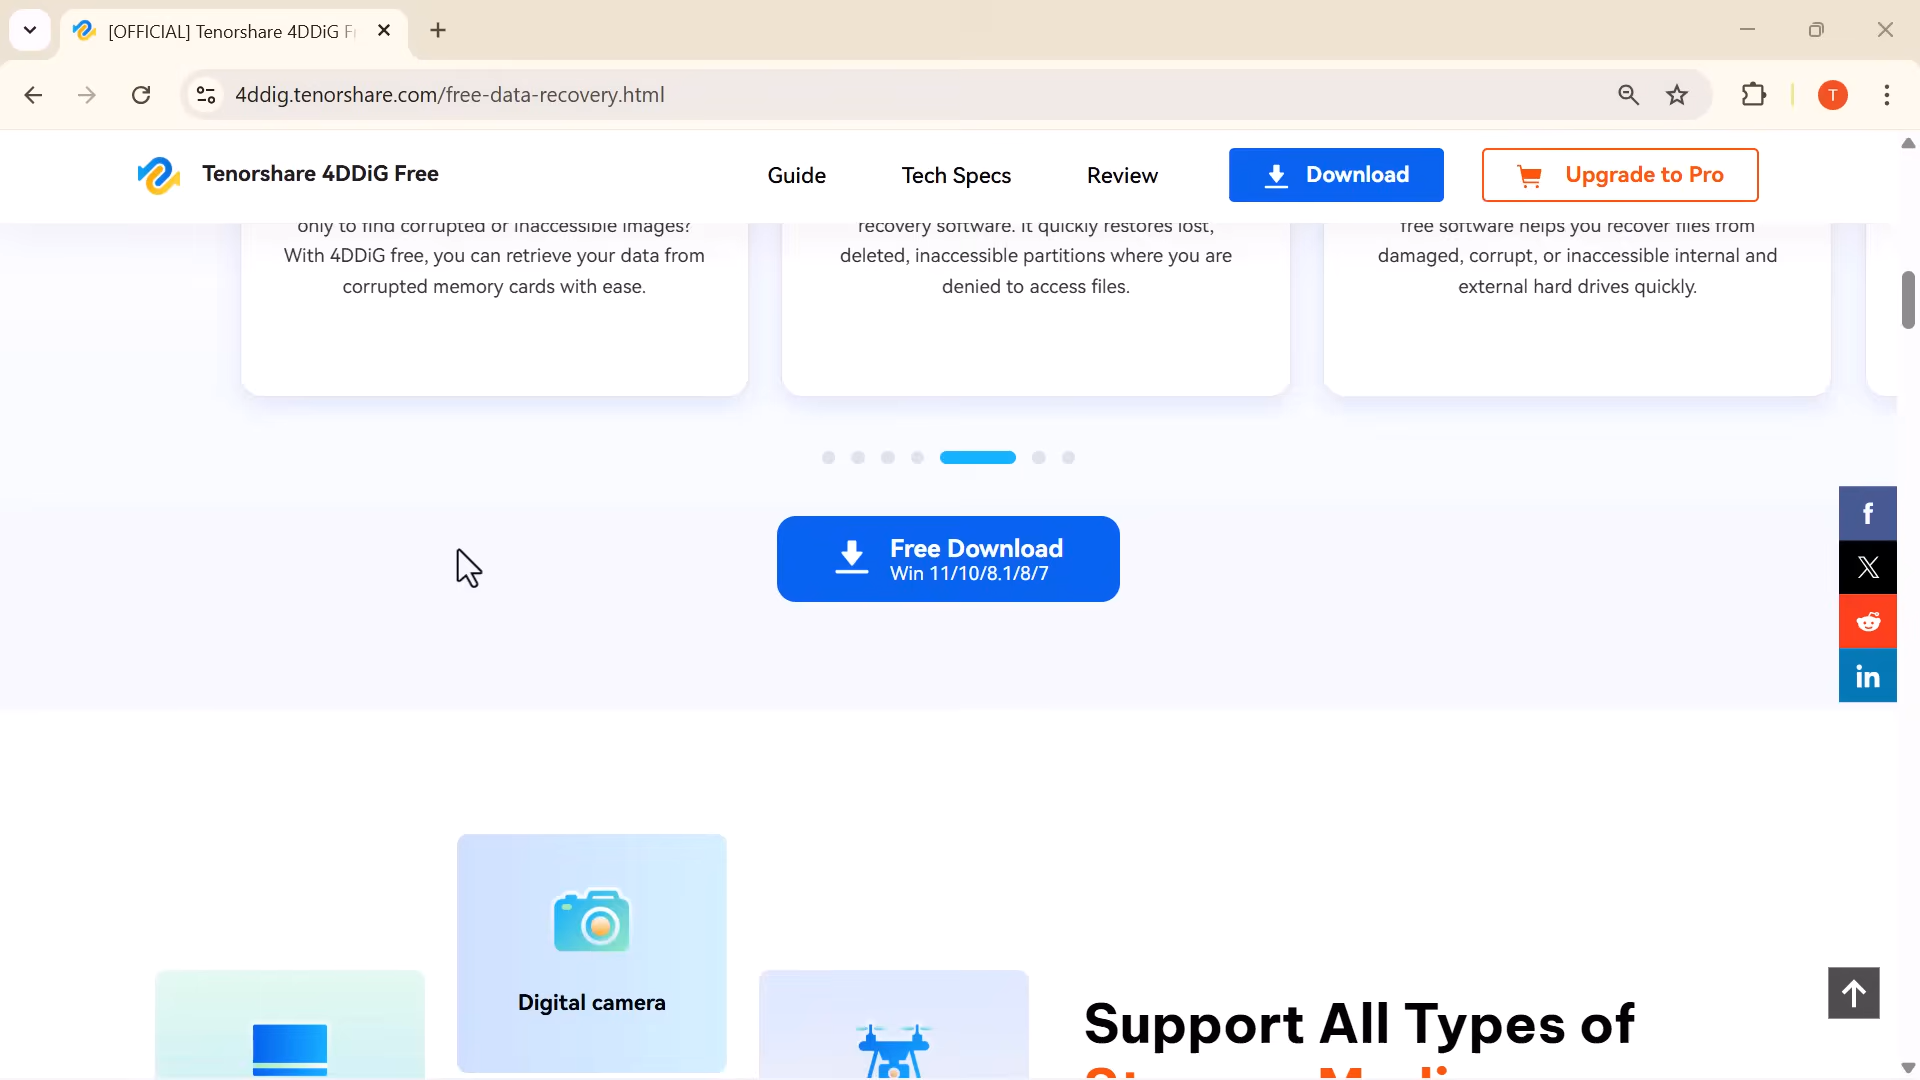 [OFFICIAL] Tenorshare 4DDiG F
4ddig.tenorshare.com/free-data-recovery.html
T
Tenorshare 4DDiG Free
Guide
Tech Specs
Review
Download
Upgrade to Pro
only to find corrupted or inaccessible images?
With 4DDiG free, you can retrieve your data from
corrupted memory cards with ease.
recovery software. It quickly restores lost,
deleted, inaccessible partitions where you are
denied to access files.
free software helps you recover files from
damaged, corrupt, or inaccessible internal and
external hard drives quickly.
Free Download
Win 11/10/8.1/8/7
f
X
in
Digital camera
Support All Types of